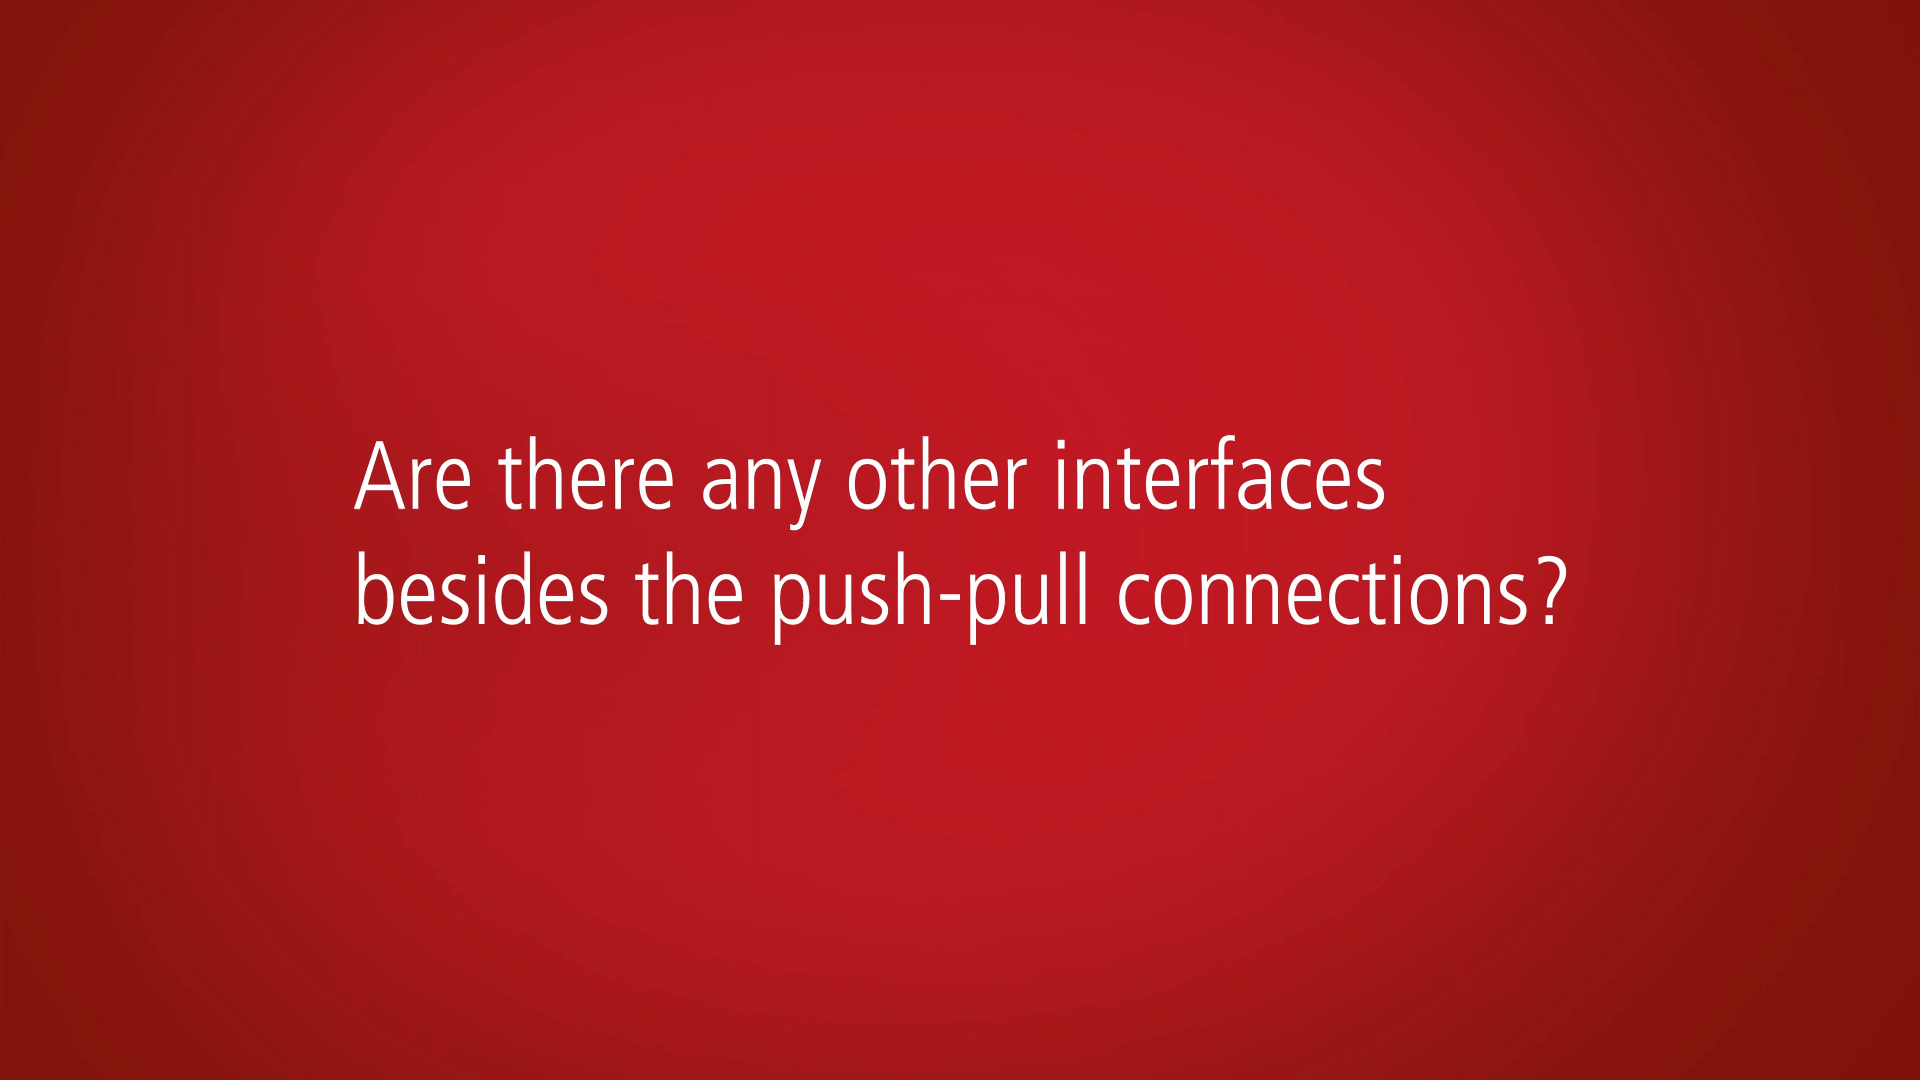 Are there any other interfaces
besides the push-pull connections?